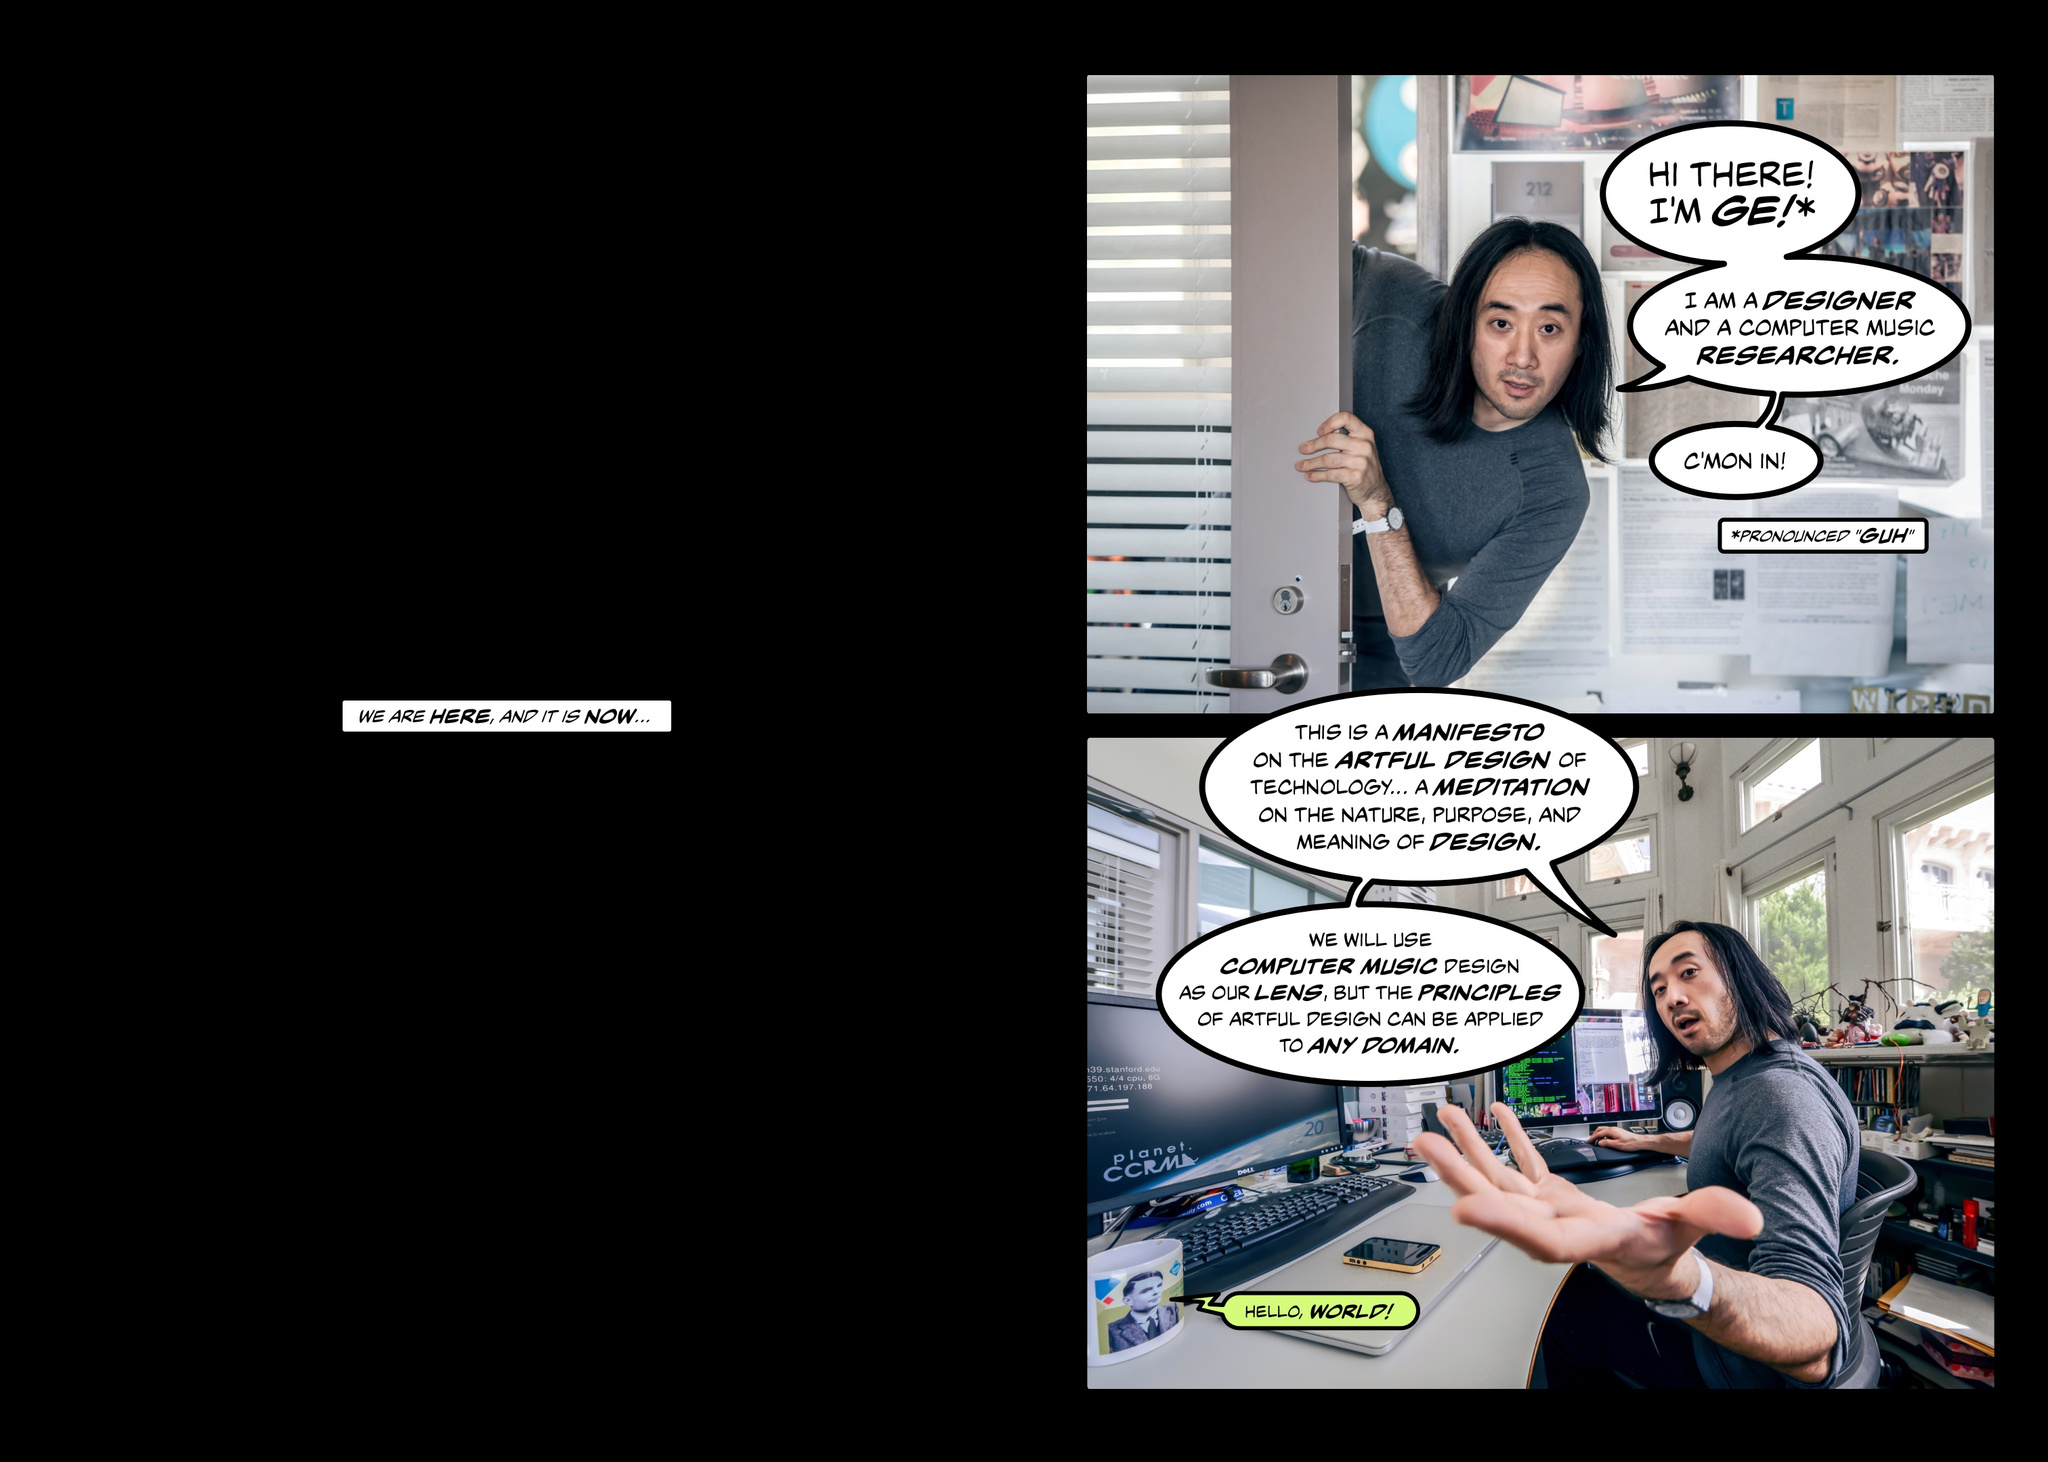 WE ARE HERE, AND IT IS NOW...
212
HI THERE!
I'M GE!*
I AM A DESIGNER
AND A COMPUTER MUSIC
RESEARCHER.
Monday
C'MON IN!
*PRONOUNCED "GUH"
WIRED
THIS IS A MANIFESTO
ON THE ARTFUL DESIGN OF
TECHNOLOGY... A MEDITATION
ON THE NATURE, PURPOSE, AND
MEANING OF DESIGN.
WE WILL USE
COMPUTER MUSIC DESIGN
AS OUR LENS, BUT THE PRINCIPLES
OF ARTFUL DESIGN CAN BE APPLIED
TO ANY DOMAIN.
n39.stanford.edu
550: 4/4 cpu, 8G
71.64.197.188
20
planet.
CCRMA
DELL
HELLO, WORLD!